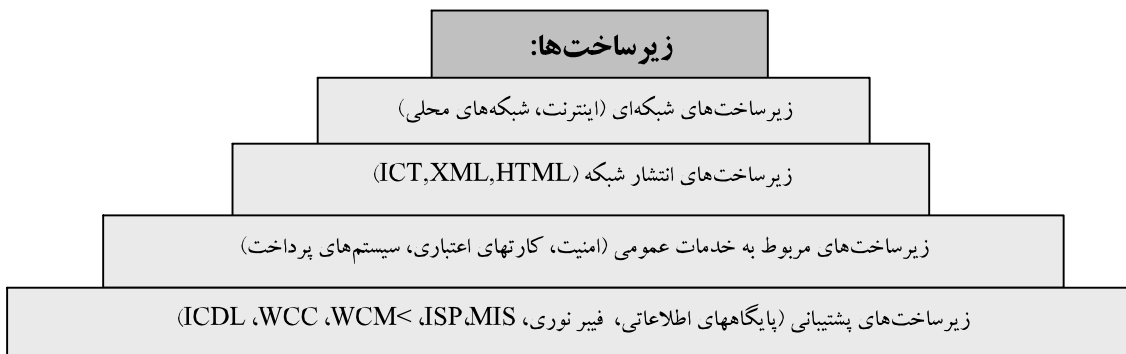 زیرساخت‌ها:
زیرساخت‌های شبکه‌ای (اینترنت، شبکه‌های محلی)
زیرساخت‌های انتشار شبکه (ICT,XML,HTML)
زیرساخت‌های مربوط به خدمات عمومی (امنیت، کارتهای اعتباری، سیستم‌های پرداخت)
زیرساخت‌های پشتیبانی (پایگاههای اطلاعاتی، فیبر نوری، ISP،MIS، >WCM، WCC، ICDL)